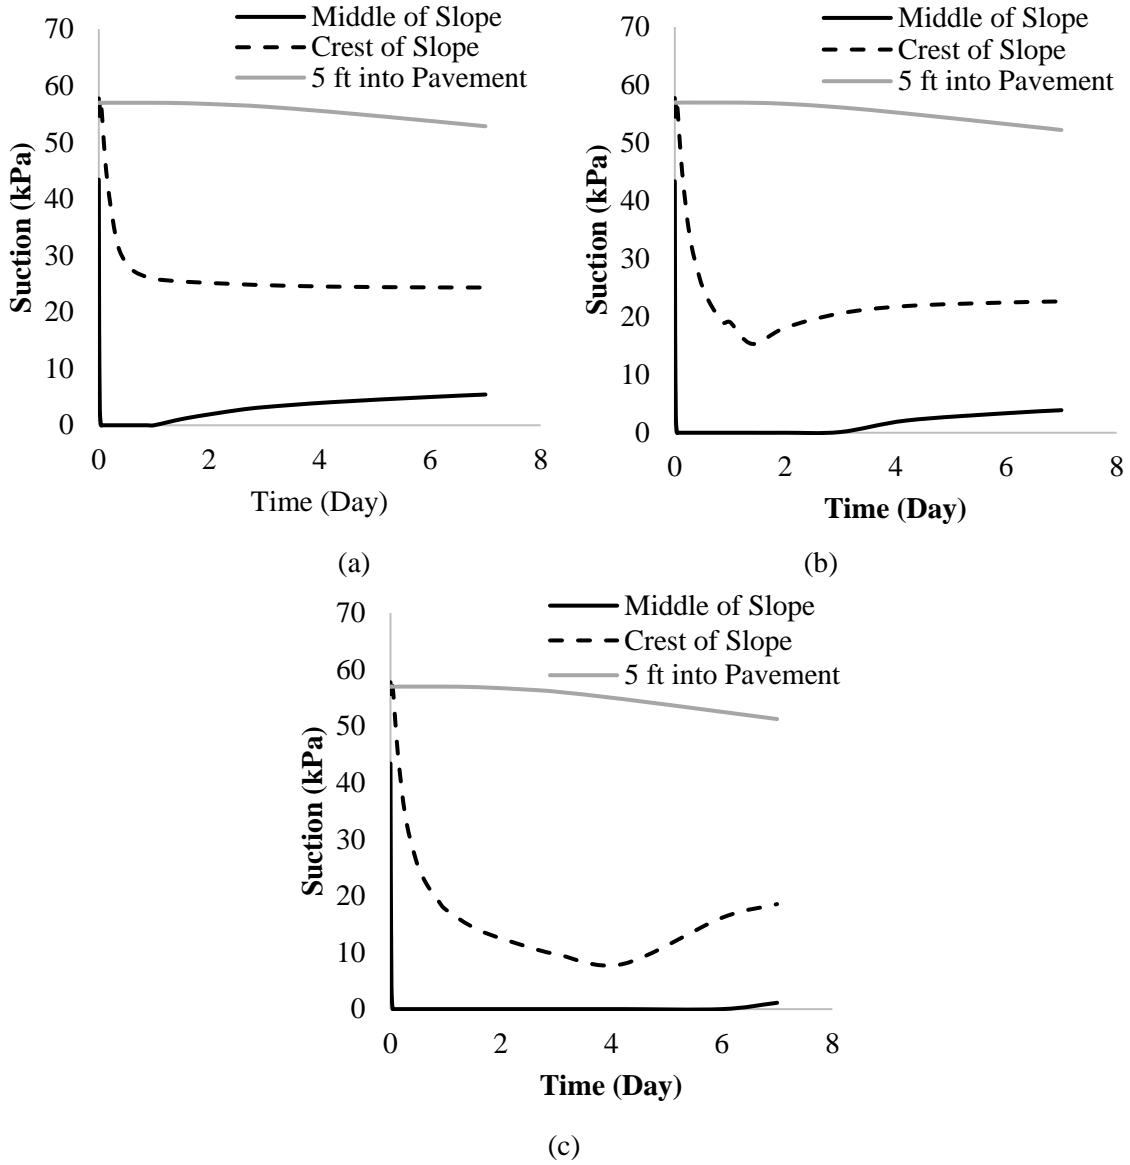 Middle of Slope
Crest of Slope
5 ft into Pavement
70
60
50
40
30
20
10
0
Suction (kPa)
0 2 4 6 8
Time (Day)
(a)
Middle of Slope
Crest of Slope
5 ft into Pavement
70
60
50
40
30
20
10
0
Suction (kPa)
0 2 4 6 8
Time (Day)
(b)
Middle of Slope
Crest of Slope
5 ft into Pavement
70
60
50
40
30
20
10
0
Suction (kPa)
0 2 4 6 8
Time (Day)
(c)